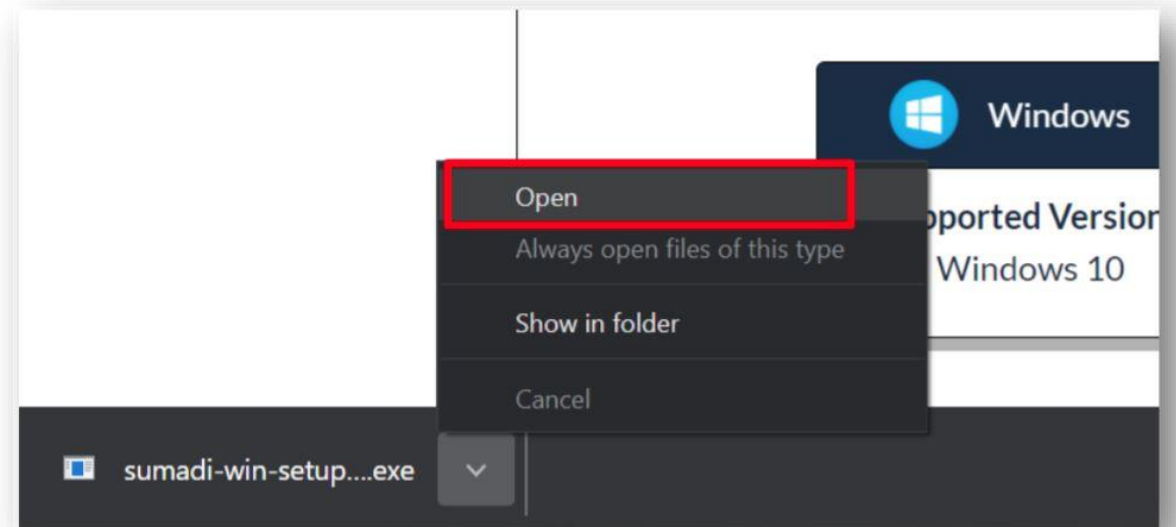 Windows
Open
pported Version
Always open files of this type
Windows 10
Show in folder
Cancel
sumadi-win-setup....exe